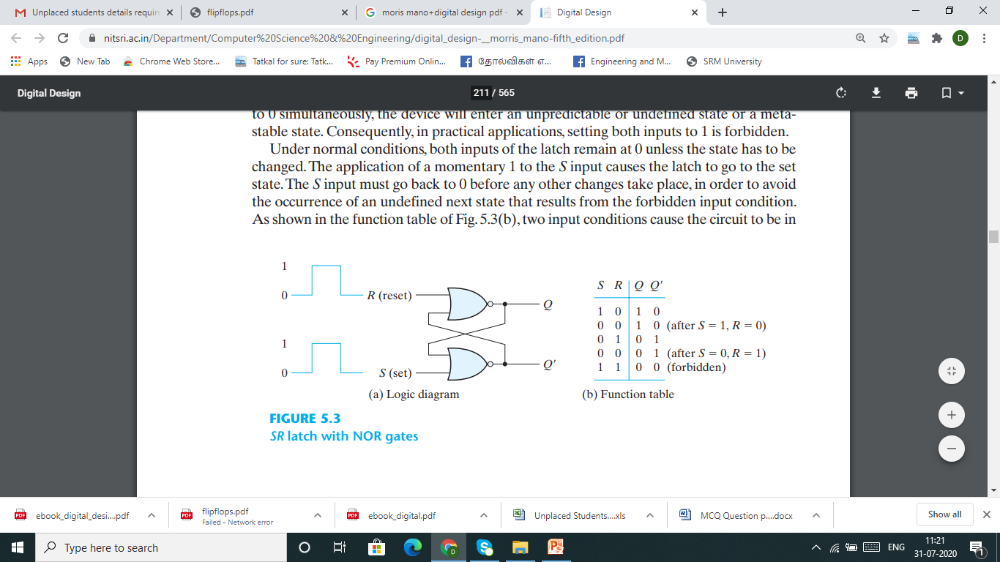 Unplaced students details require
flipflops.pdf
moris mano+digital design pdf -
Digital Design
nitsri.ac.in/Department/Computer%20Science%20&%20Engineering/digital_design-__morris_mano-fifth_edition.pdf
D
Apps
New Tab
Chrome Web Store...
Tatkal for sure: Tatk...
Pay Premium Onlin...
தோல்விகள் எ...
Engineering and M...
SRM University
Digital Design
211 / 565
to 0 simultaneously, the device will enter an unpredictable or undefined state or a meta-
stable state. Consequently, in practical applications, setting both inputs to 1 is forbidden.
Under normal conditions, both inputs of the latch remain at 0 unless the state has to be
changed. The application of a momentary 1 to the S input causes the latch to go to the set
state. The S input must go back to 0 before any other changes take place, in order to avoid
the occurrence of an undefined next state that results from the forbidden input condition.
As shown in the function table of Fig. 5.3(b), two input conditions cause the circuit to be in
1
0
R (reset)
Q
1
0
S (set)
Q'
(a) Logic diagram
S R Q Q'
1 0 1 0
0 0 1 0 (after S = 1, R = 0)
0 1 0 1
0 0 0 1 (after S = 0, R = 1)
1 1 0 0 (forbidden)
(b) Function table
FIGURE 5.3
SR latch with NOR gates
ebook_digital_desi....pdf
flipflops.pdf
Failed - Network error
ebook_digital.pdf
Unplaced Students....xls
MCQ Question p....docx
Show all
Type here to search
ENG
11:21
31-07-2020
1